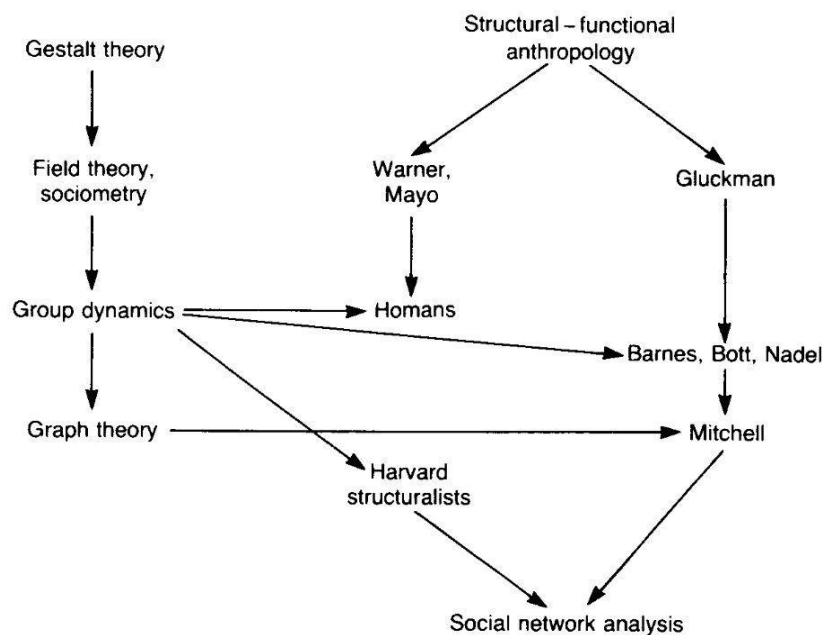 Structural – functional
anthropology
Gestalt theory
Field theory,
sociometry
Warner,
Mayo
Gluckman
Group dynamics
Homans
Barnes, Bott, Nadel
Graph theory
Mitchell
Harvard
structuralists
Social network analysis